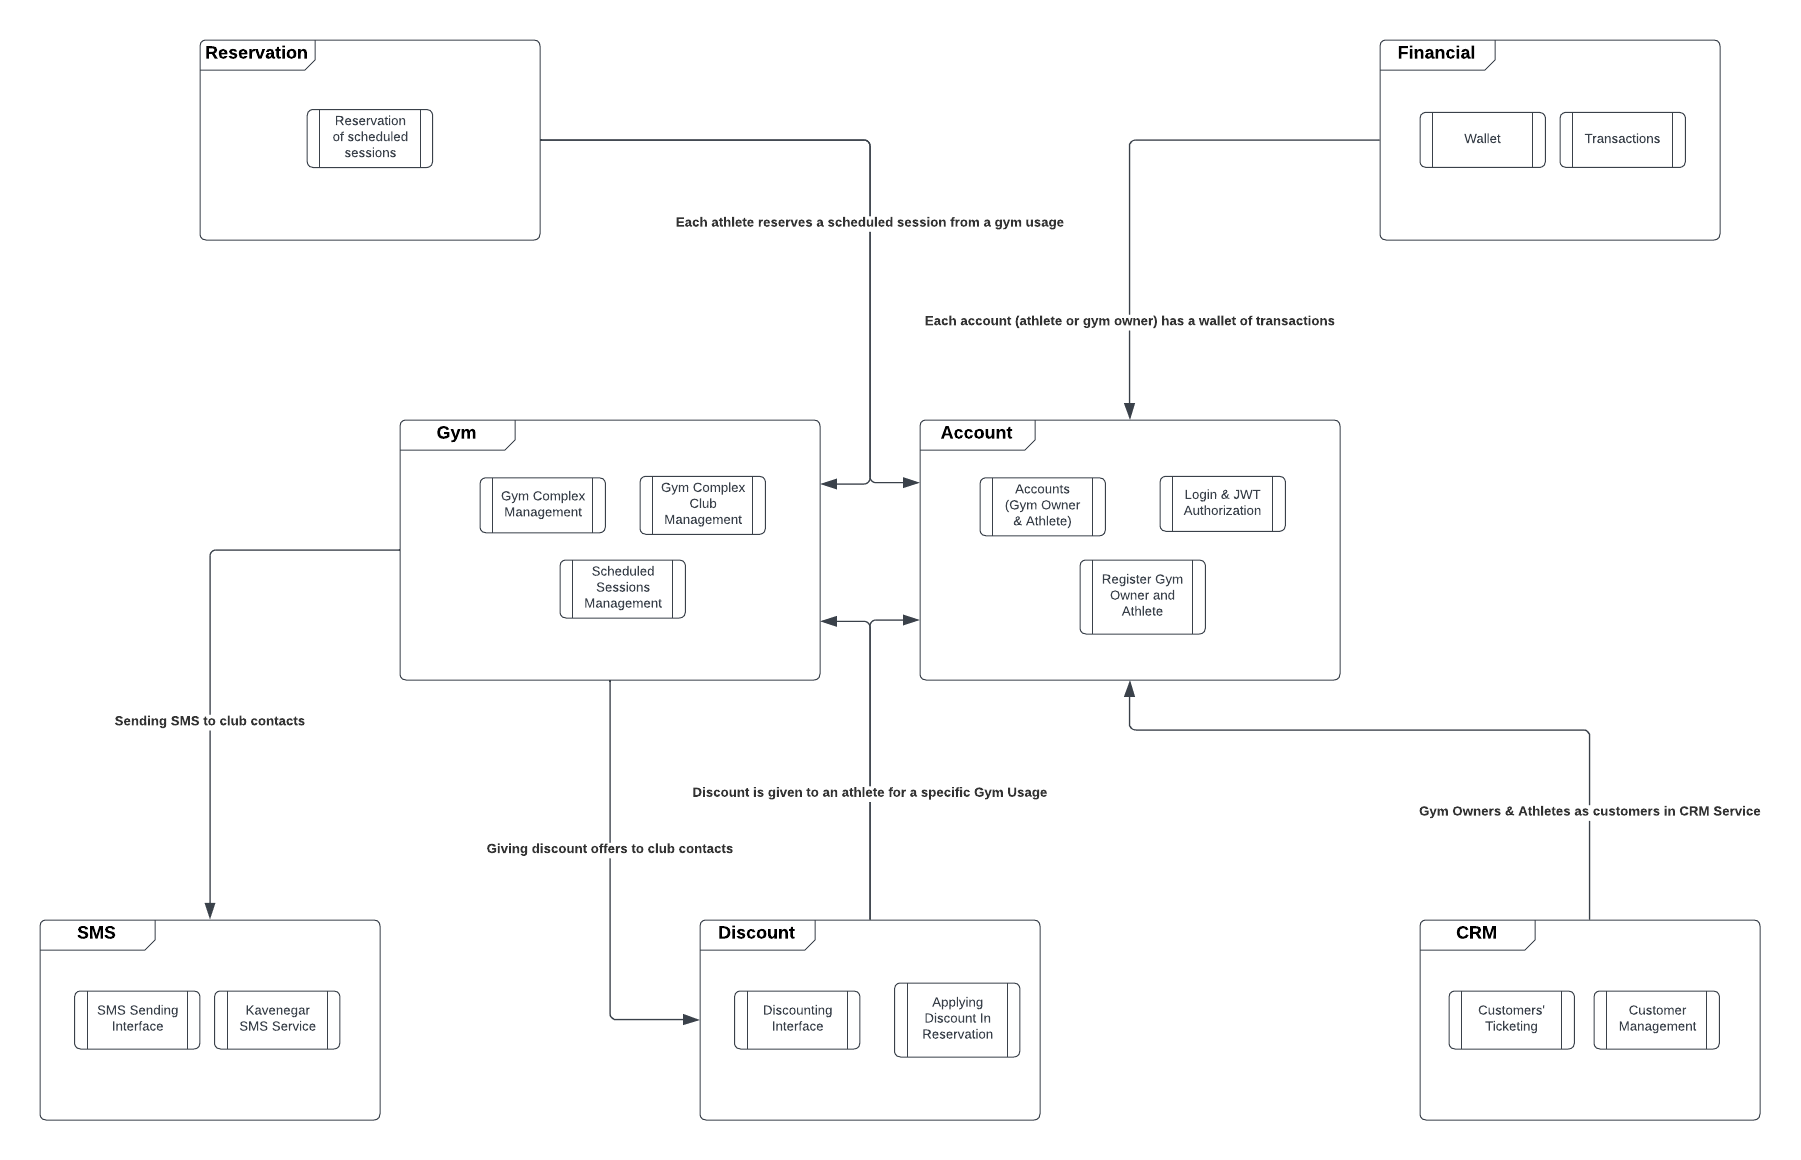 Reservation
Reservation
of scheduled
sessions
Financial
Wallet
Transactions
Each athlete reserves a scheduled session from a gym usage
Each account (athlete or gym owner) has a wallet of transactions
Gym
Gym Complex
Management
Gym Complex
Club
Management
Scheduled
Sessions
Management
Account
Accounts
(Gym Owner
& Athlete)
Login & JWT
Authorization
Register Gym
Owner and
Athlete
Sending SMS to club contacts
Discount is given to an athlete for a specific Gym Usage
Gym Owners & Athletes as customers in CRM Service
Giving discount offers to club contacts
SMS
SMS Sending
Interface
Kavenegar
SMS Service
Discount
Discounting
Interface
Applying
Discount In
Reservation
CRM
Customers'
Ticketing
Customer
Management